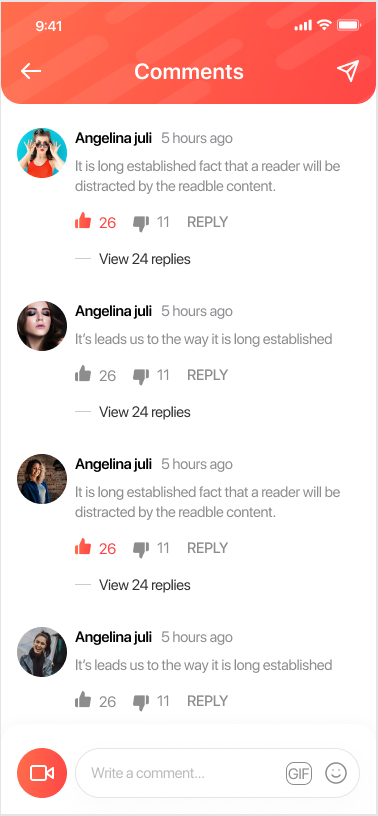 9:41
Comments
Angelina juli 5 hours ago
It is long established fact that a reader will be
distracted by the readble content.
26 11 REPLY
View 24 replies
Angelina juli 5 hours ago
It's leads us to the way it is long established
26 11 REPLY
View 24 replies
Angelina juli 5 hours ago
It is long established fact that a reader will be
distracted by the readble content.
26 11 REPLY
View 24 replies
Angelina juli 5 hours ago
It's leads us to the way it is long established
26 11 REPLY
Write a comment... GIF